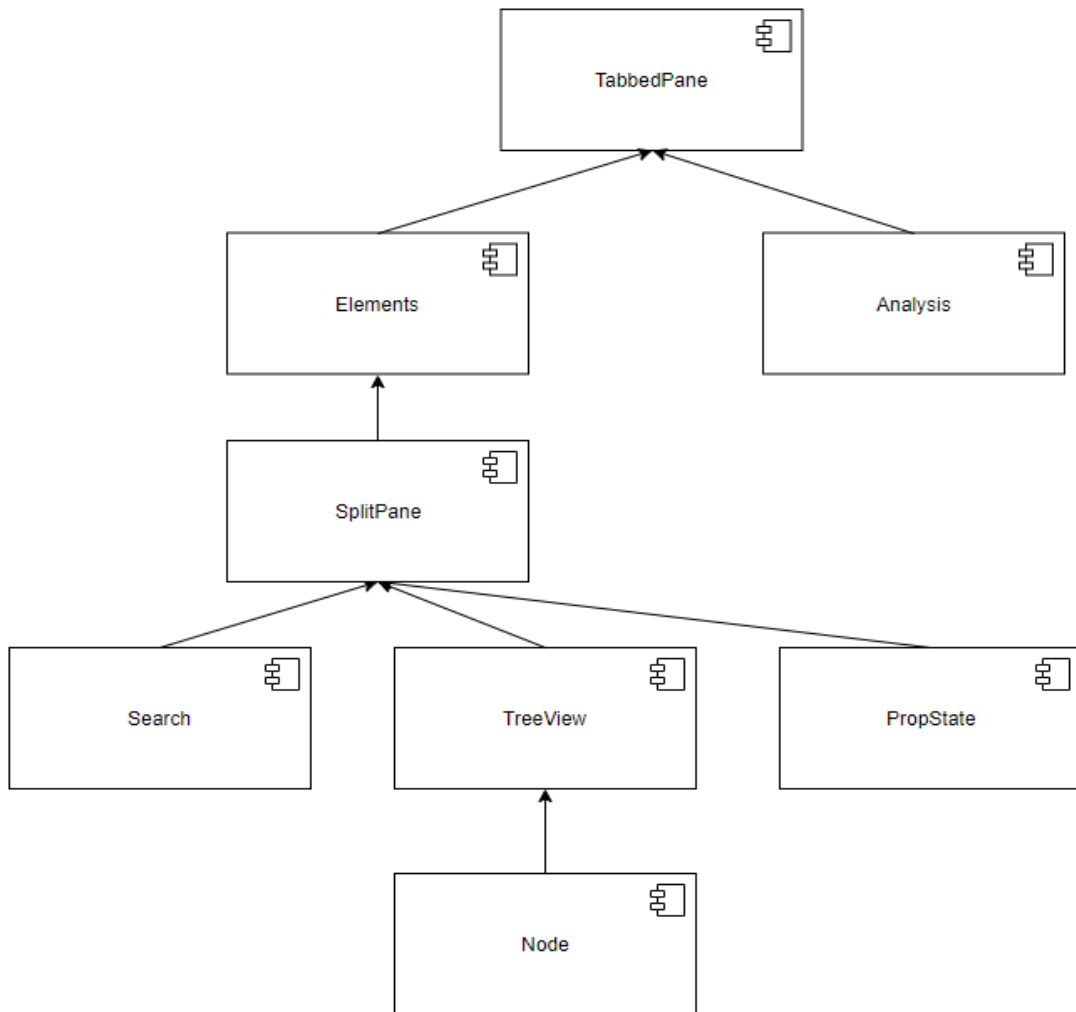 TabbedPane
Elements
Analysis
SplitPane
Search
TreeView
PropState
Node